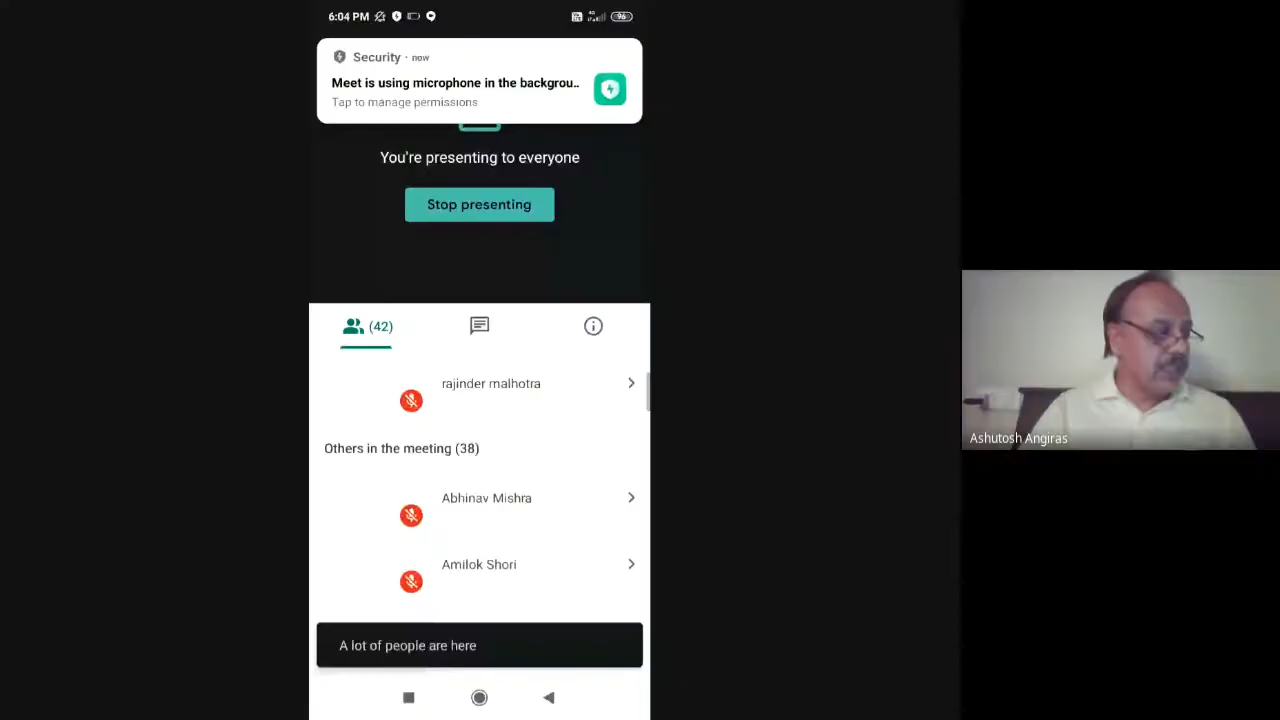 6:04 PM
96
Security · now
Meet is using microphone in the backgrou..
Tap to manage permissions
You're presenting to everyone
Stop presenting
(42)
rajinder malhotra
Others in the meeting (38)
Abhinav Mishra
Amilok Shori
A lot of people are here
Ashutosh Angiras